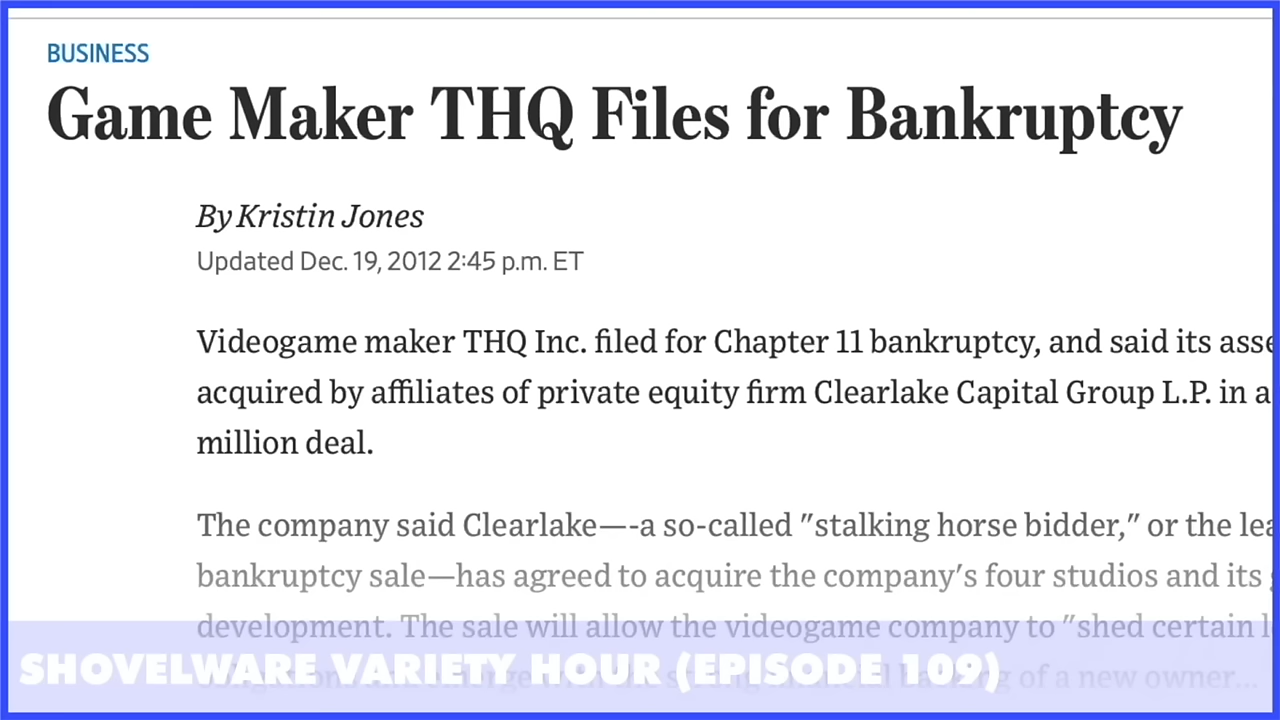 BUSINESS
Game Maker THQ Files for Bankruptcy
By Kristin Jones
Updated Dec. 19, 2012 2:45 p.m. ET
Videogame maker THQ Inc. filed for Chapter 11 bankruptcy, and said its asse
acquired by affiliates of private equity firm Clearlake Capital Group L.P. in a
million deal.
The company said Clearlake—-a so-called "stalking horse bidder," or the lea
bankruptcy sale—has agreed to acquire the company's four studios and its
development. The sale will allow the videogame company to "shed certain l
SHOVELWARE VARIETY HOUR (EPISODE 109)
of a new owner...